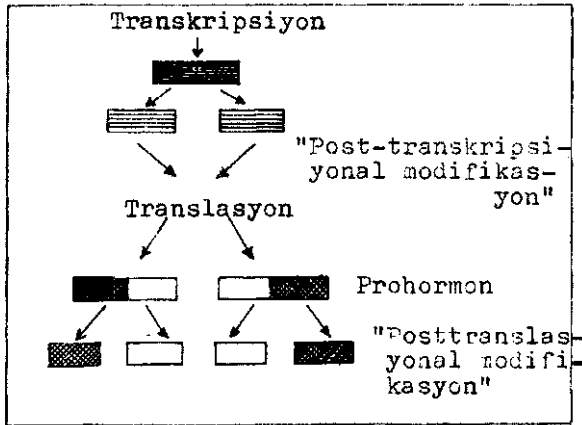 Transkripsiyon
"Post-transkripsi-
yonal modifikas-
yon"
Translasyon
Prohormon
"Posttranslas-
yonal modifi-
kasyon"